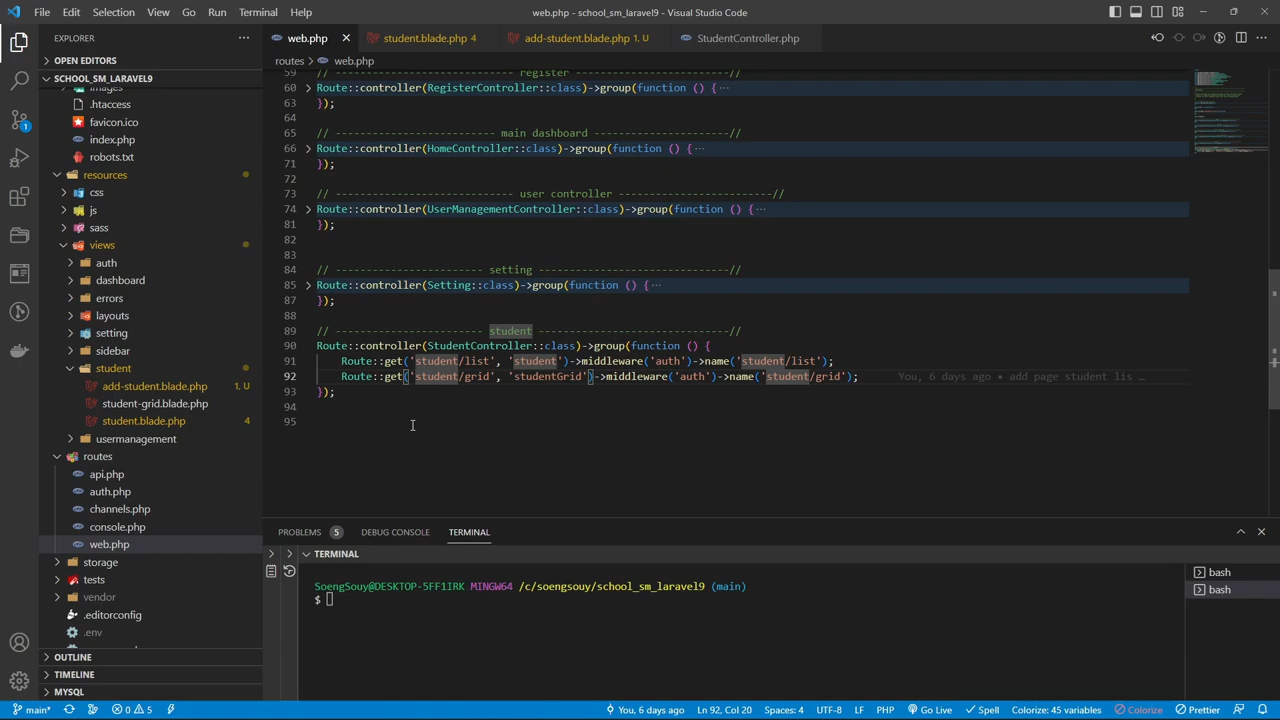 File Edit Selection View Go Run Terminal Help
web.php - school_sm_laravel9 - Visual Studio Code
EXPLORER
web.php
student.blade.php 4
add-student.blade.php 1, U
StudentController.php
OPEN EDITORS
routes > web.php
SCHOOL_SM_LARAVEL9
images
.htaccess
favicon.ico
index.php
robots.txt
resources
css
js
sass
views
auth
dashboard
errors
layouts
setting
sidebar
student
add-student.blade.php 1, U
student-grid.blade.php
student.blade.php 4
usermanagement
routes
api.php
auth.php
channels.php
console.php
web.php
storage
tests
vendor
.editorconfig
.env
OUTLINE
TIMELINE
MYSQL
59 // ----------------------------- register --------------------------------//
60 Route::controller(RegisterController::class)->group(function () {···
63 });
64
65 // -------------------------- main dashboard ----------------------//
66 Route::controller(HomeController::class)->group(function () {···
71 });
72
73 // ----------------------------- user controller -------------------------//
74 Route::controller(UserManagementController::class)->group(function () {···
81 });
82
83
84 // ------------------------ setting -------------------------------//
85 Route::controller(Setting::class)->group(function () {···
87 });
88
89 // ------------------------ student -------------------------------//
90 Route::controller(StudentController::class)->group(function () {
91 Route::get('student/list', 'student')->middleware('auth')->name('student/list');
92 Route::get('student/grid', 'studentGrid')->middleware('auth')->name('student/grid'); You, 6 days ago • add page student lis …
93 });
94
95
PROBLEMS 5 DEBUG CONSOLE TERMINAL
TERMINAL
SoengSouy@DESKTOP-5FF1IRK MINGW64 /c/soengsouy/school_sm_laravel9 (main)
$
bash
bash
1
main* 0 5 You, 6 days ago Ln 92, Col 20 Spaces: 4 UTF-8 LF PHP Go Live Spell Colorize: 45 variables Colorize Prettier